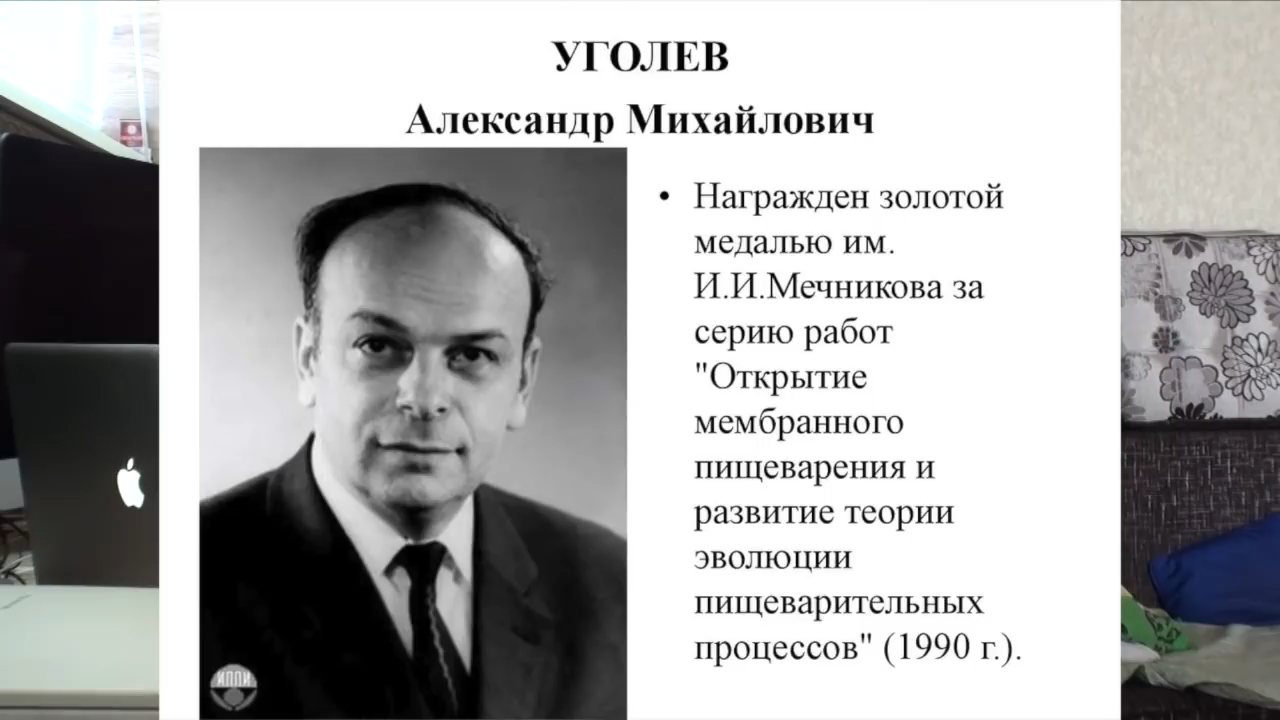 УГОЛЕВ
Александр Михайлович
• Награжден золотой
медалью им.
И.И.Мечникова за
серию работ
"Открытие
мембранного
пищеварения и
развитие теории
эволюции
пищеварительных
процессов" (1990 г.).
ИППИ